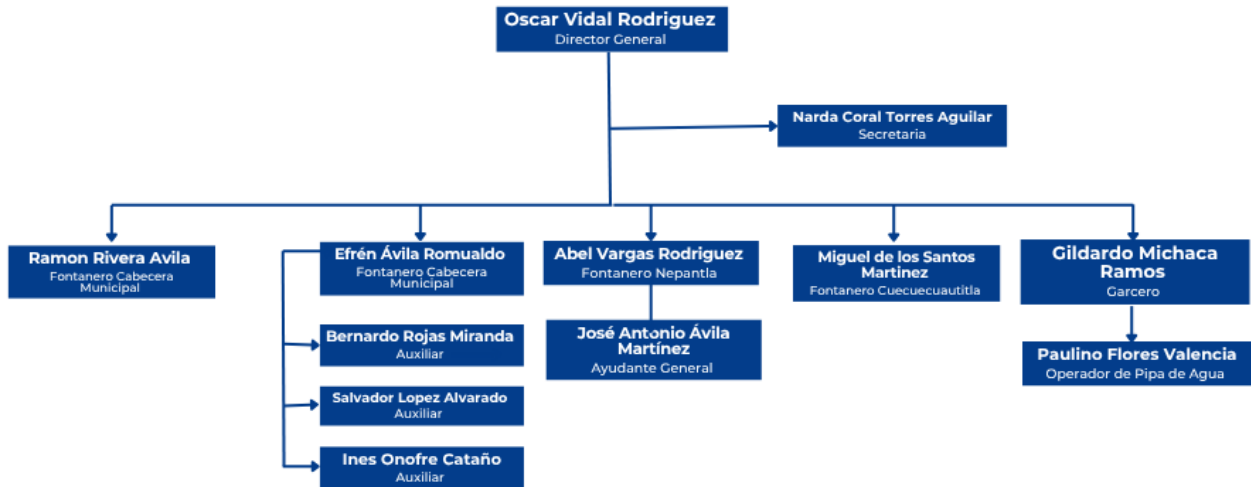 Oscar Vidal Rodriguez
Director General
Narda Coral Torres Aguilar
Secretaria
Ramon Rivera Avila
Fontanero Cabecera
Municipal
Efrén Ávila Romualdo
Fontanero Cabecera
Municipal
Abel Vargas Rodriguez
Fontanero Nepantla
Miguel de los Santos
Martinez
Fontanero Cuecuecuautitla
Gildardo Michaca
Ramos
Garcero
Bernardo Rojas Miranda
Auxiliar
José Antonio Ávila
Martínez
Ayudante General
Paulino Flores Valencia
Operador de Pipa de Agua
Salvador Lopez Alvarado
Auxiliar
Ines Onofre Cataño
Auxiliar